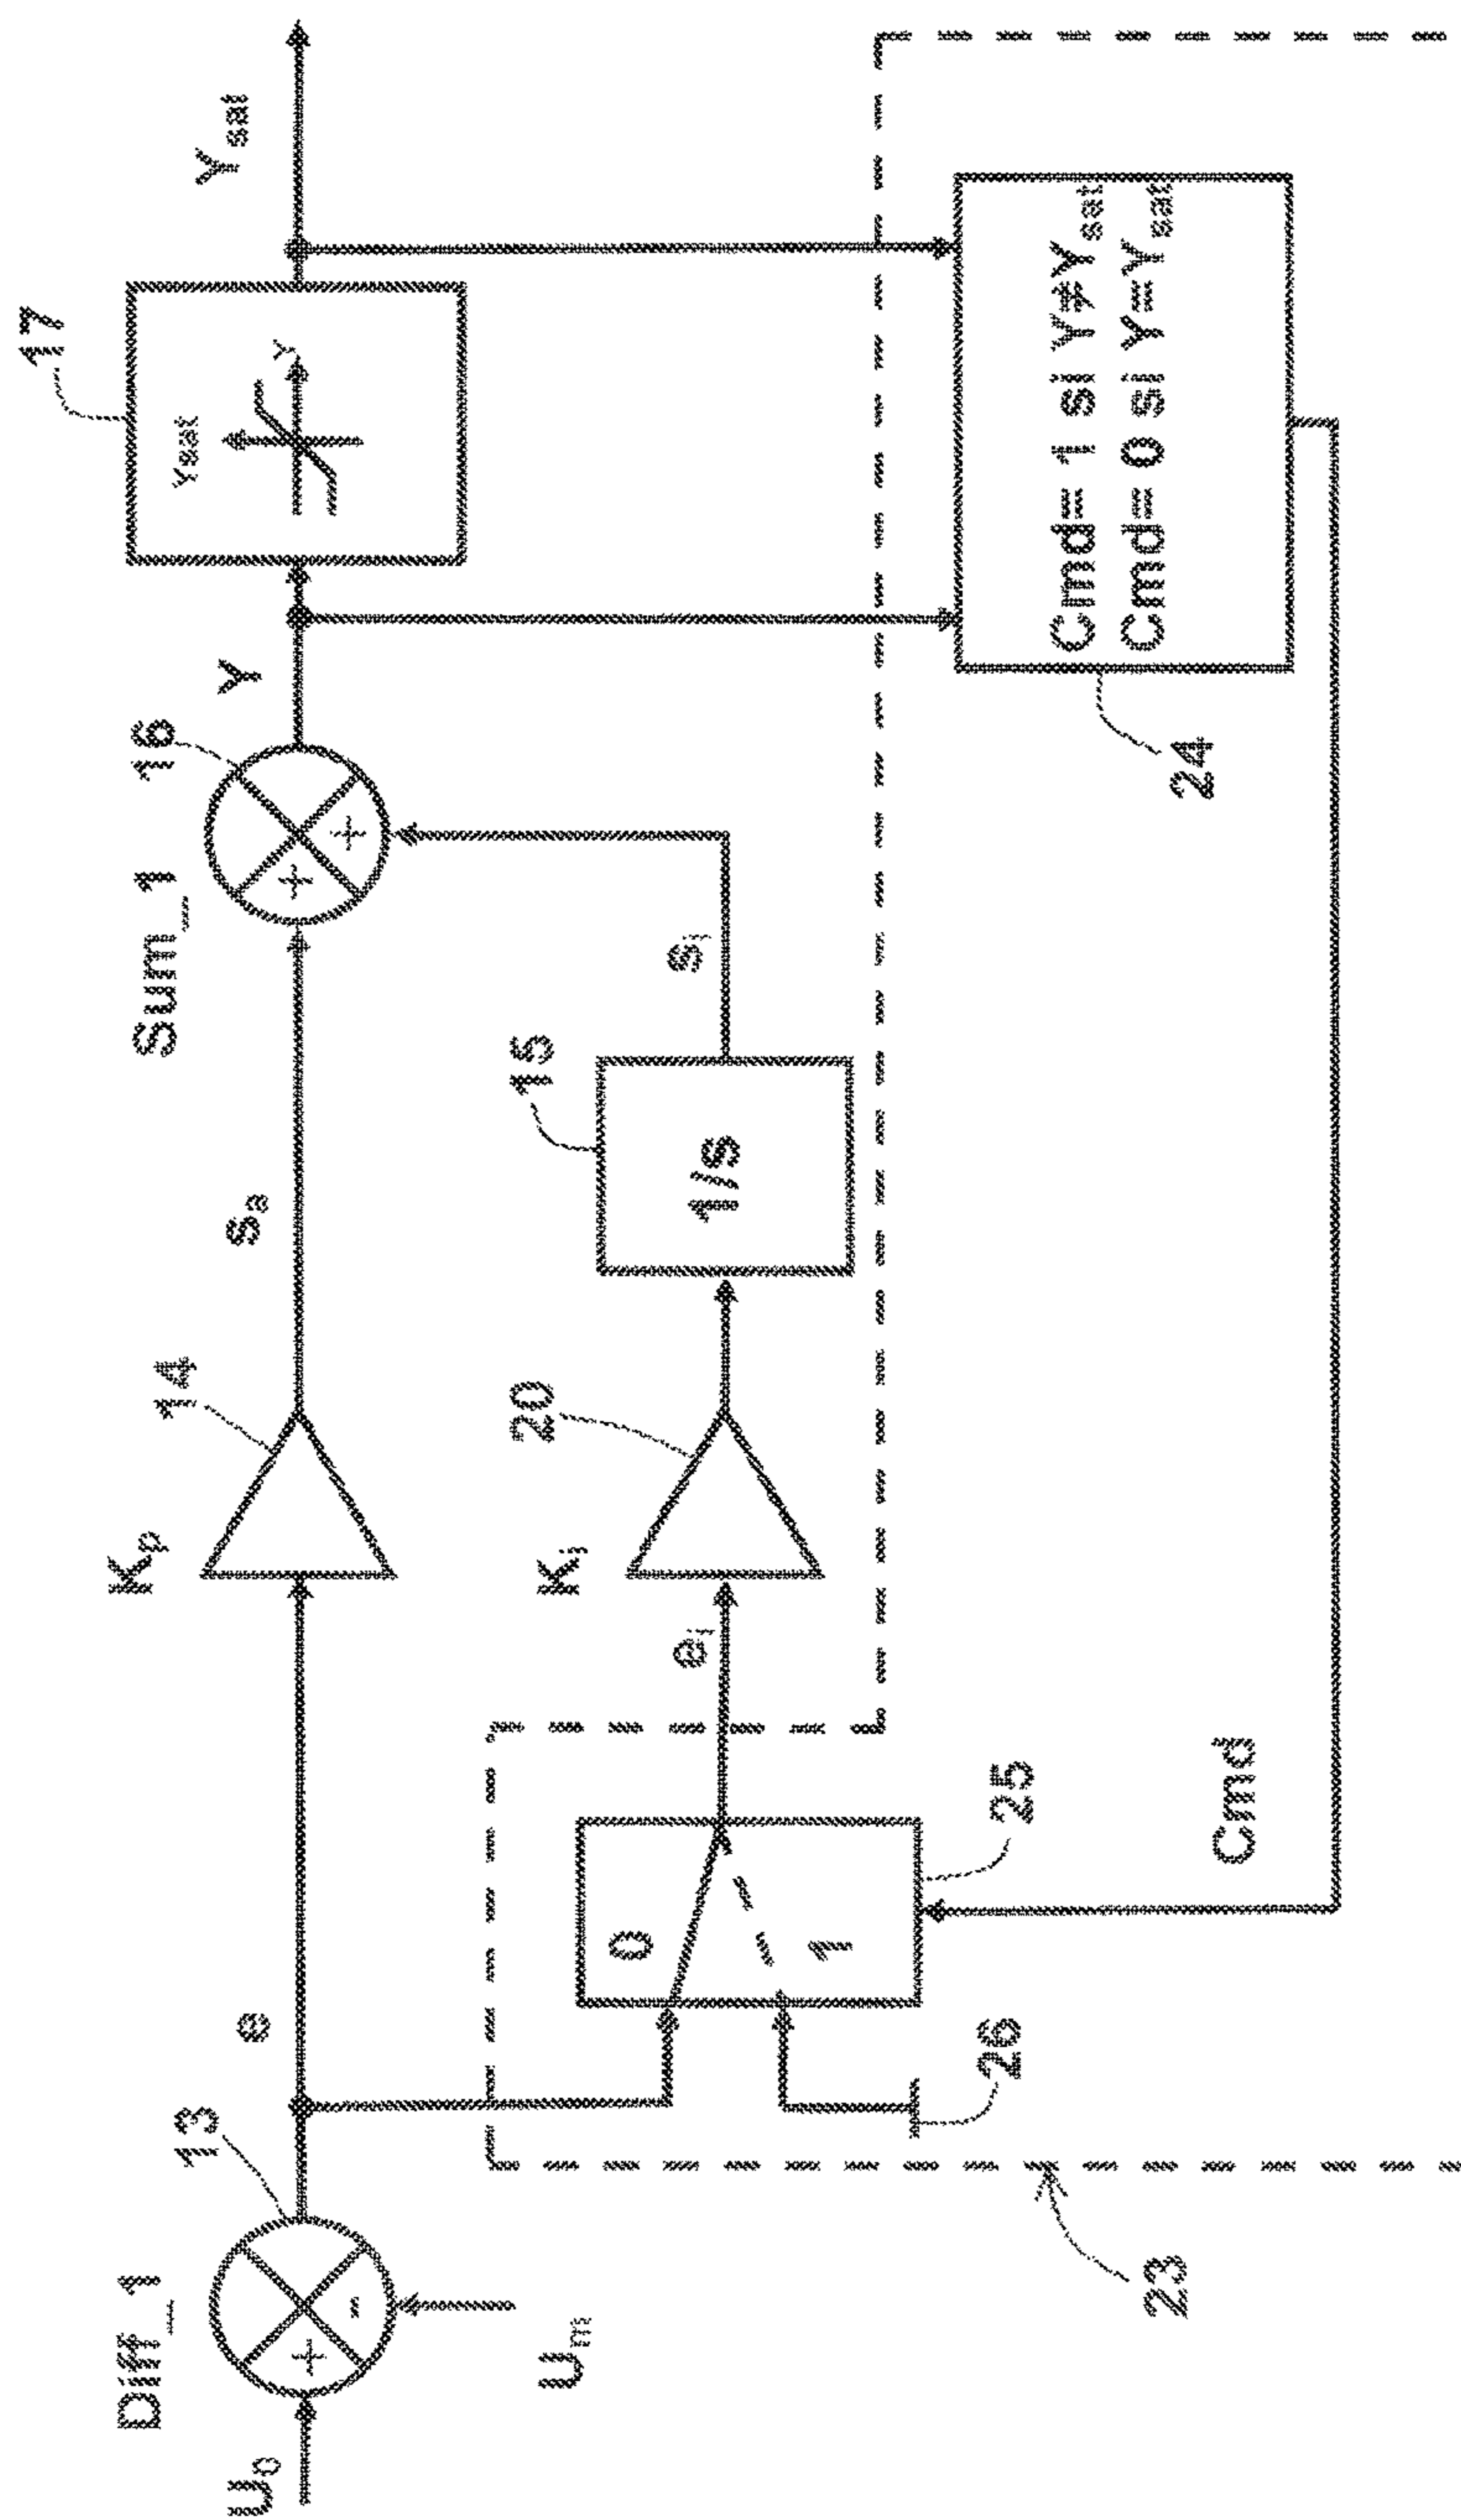 U₀
Diff_1
+
-
Uₘ
13
e
Kₚ
14
sₐ
Sum_1
16
+
+
Y
17
Ysat
Y
Yₛₐₜ
0
1
25
26
eᵢ
Kᵢ
20
1/s
15
sᵢ
23
Cmd
24
Cmd= 1 si Y≠Yₛₐₜ
Cmd= 0 si Y=Yₛₐₜ